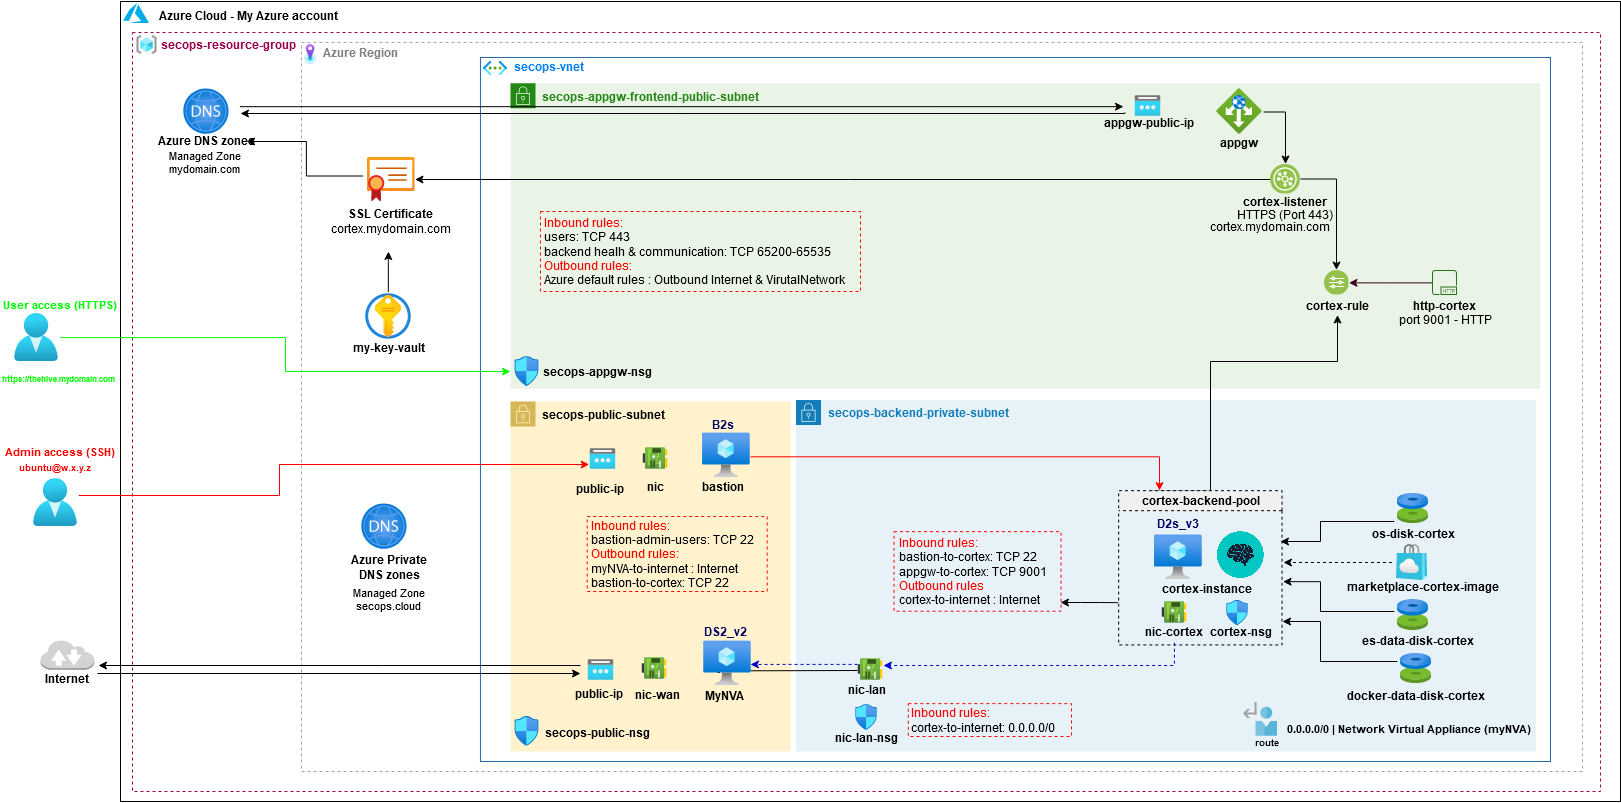 Azure Cloud - My Azure account
secops-resource-group
Azure Region
secops-vnet
secops-appgw-frontend-public-subnet
DNS
Azure DNS zones
Managed Zone
mydomain.com
appgw-public-ip
appgw
SSL Certificate
cortex.mydomain.com
cortex-listener
HTTPS (Port 443)
cortex.mydomain.com
Inbound rules:
users: TCP 443
backend healh & communication: TCP 65200-65535
Outbound rules:
Azure default rules : Outbound Internet & VirutalNetwork
cortex-rule
HTTP
http-cortex
port 9001 - HTTP
my-key-vault
User access (HTTPS)
https://thehive.mydomain.com
secops-appgw-nsg
secops-public-subnet
secops-backend-private-subnet
Admin access (SSH)
ubuntu@w.x.y.z
B2s
public-ip
nic
bastion
DNS
Azure Private
DNS zones
Managed Zone
secops.cloud
Inbound rules:
bastion-admin-users: TCP 22
Outbound rules:
myNVA-to-internet : Internet
bastion-to-cortex: TCP 22
Inbound rules:
bastion-to-cortex: TCP 22
appgw-to-cortex: TCP 9001
Outbound rules
cortex-to-internet : Internet
cortex-backend-pool
D2s_v3
cortex-instance
nic-cortex
cortex-nsg
os-disk-cortex
marketplace-cortex-image
es-data-disk-cortex
docker-data-disk-cortex
Internet
public-ip
nic-wan
DS2_v2
MyNVA
secops-public-nsg
nic-lan
nic-lan-nsg
Inbound rules:
cortex-to-internet: 0.0.0.0/0
route
0.0.0.0/0 | Network Virtual Appliance (myNVA)